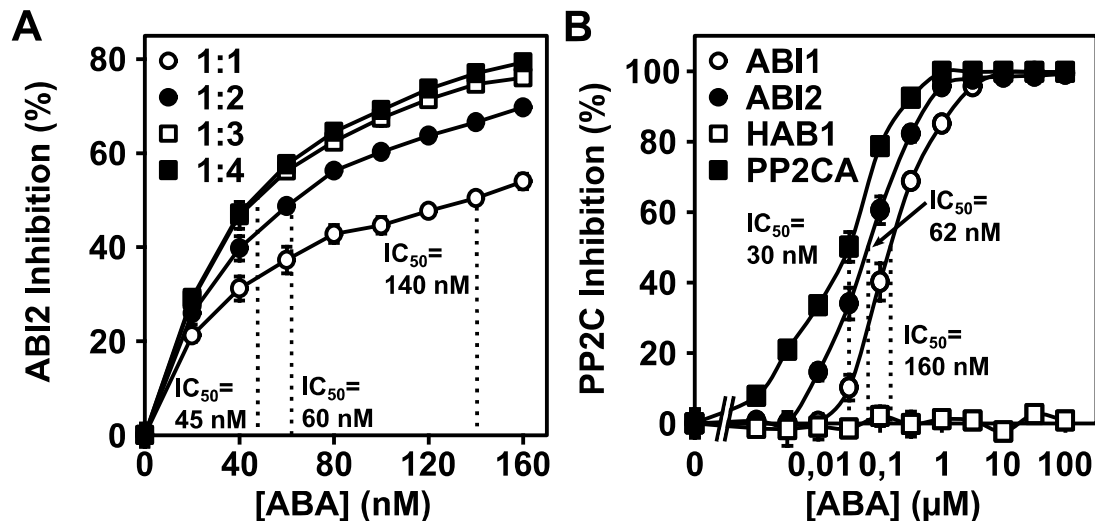 A
1:1
1:2
1:3
1:4
ABI2 Inhibition (%)
80
60
40
20
0
IC50=
140 nM
IC50=
45 nM
IC50=
60 nM
0 40 80 120 160
[ABA] (nM)
B
ABI1
ABI2
HAB1
PP2CA
PP2C Inhibition (%)
100
80
60
40
20
0
IC50=
30 nM
IC50=
62 nM
IC50=
160 nM
0 0,01 0,1 1 10 100
[ABA] (µM)